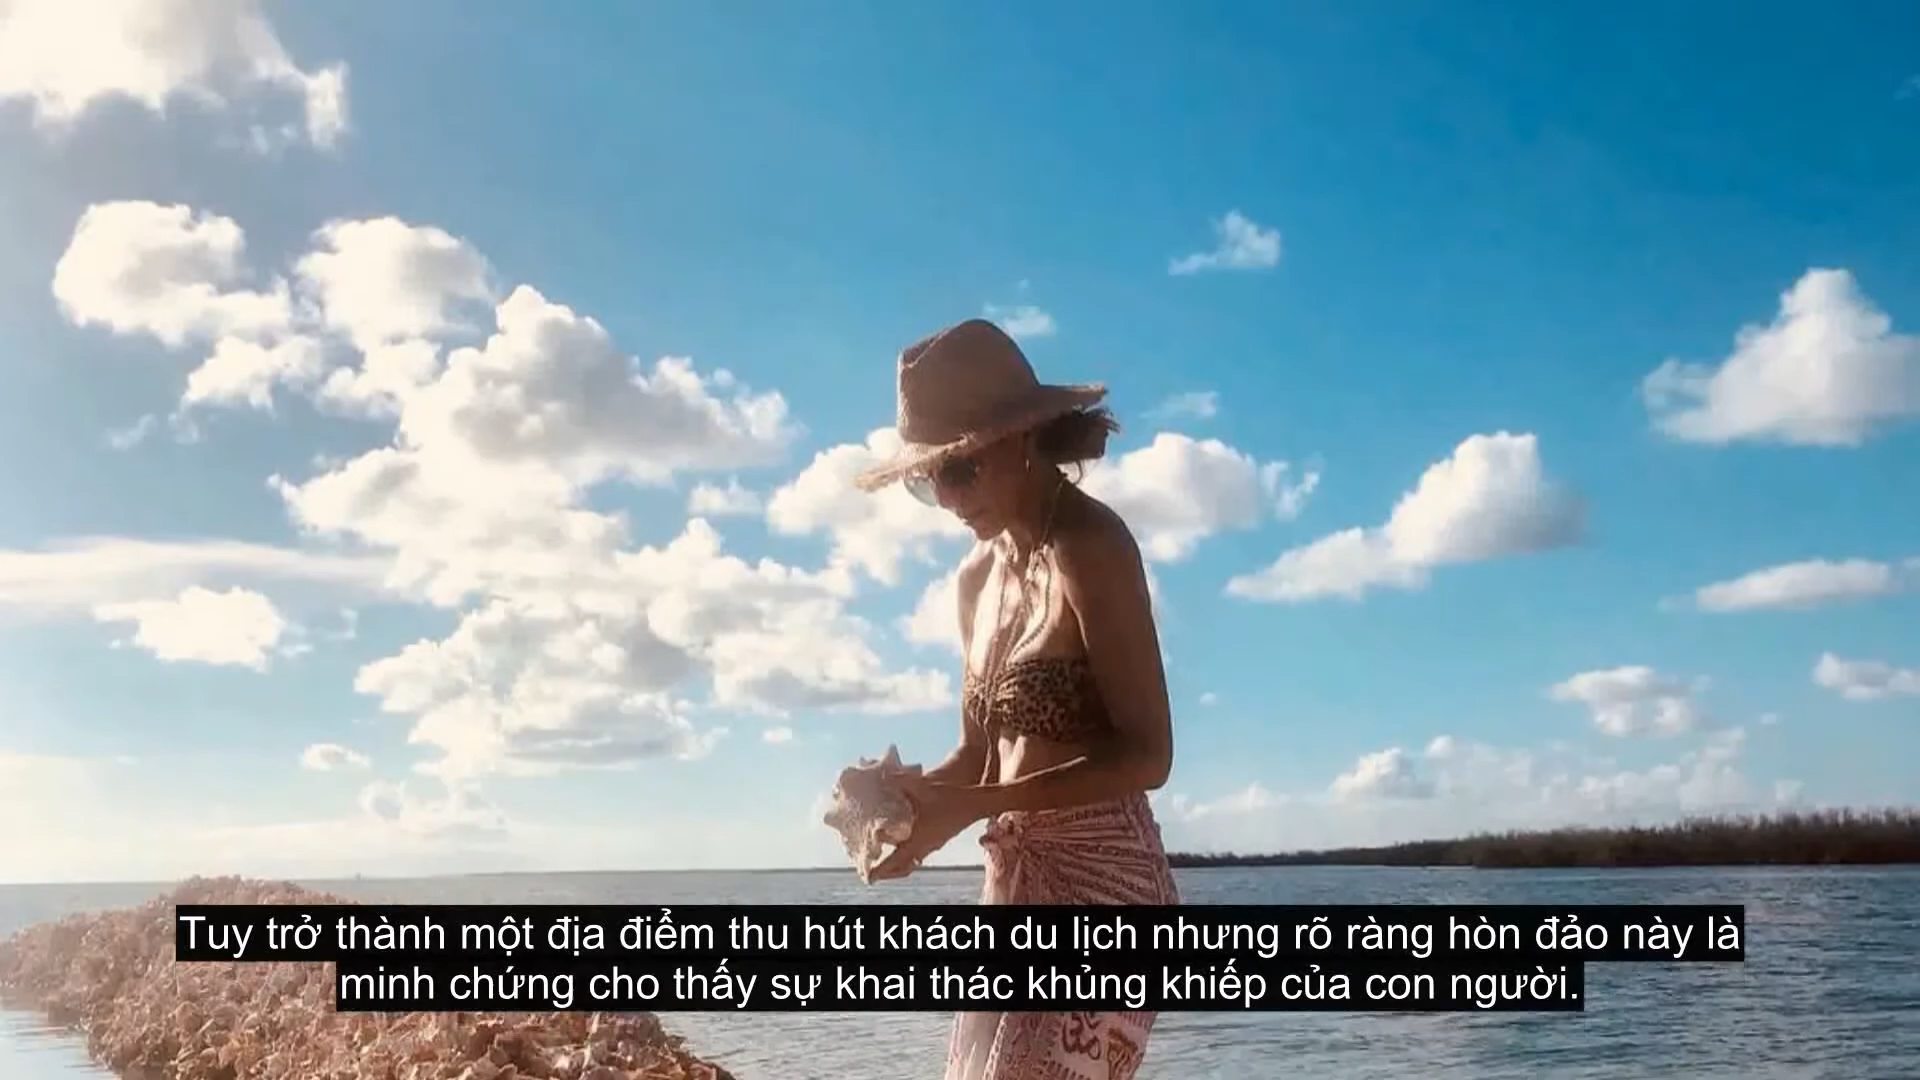 Tuy trở thành một địa điểm thu hút khách du lịch nhưng rõ ràng hòn đảo này là
minh chứng cho thấy sự khai thác khủng khiếp của con người.